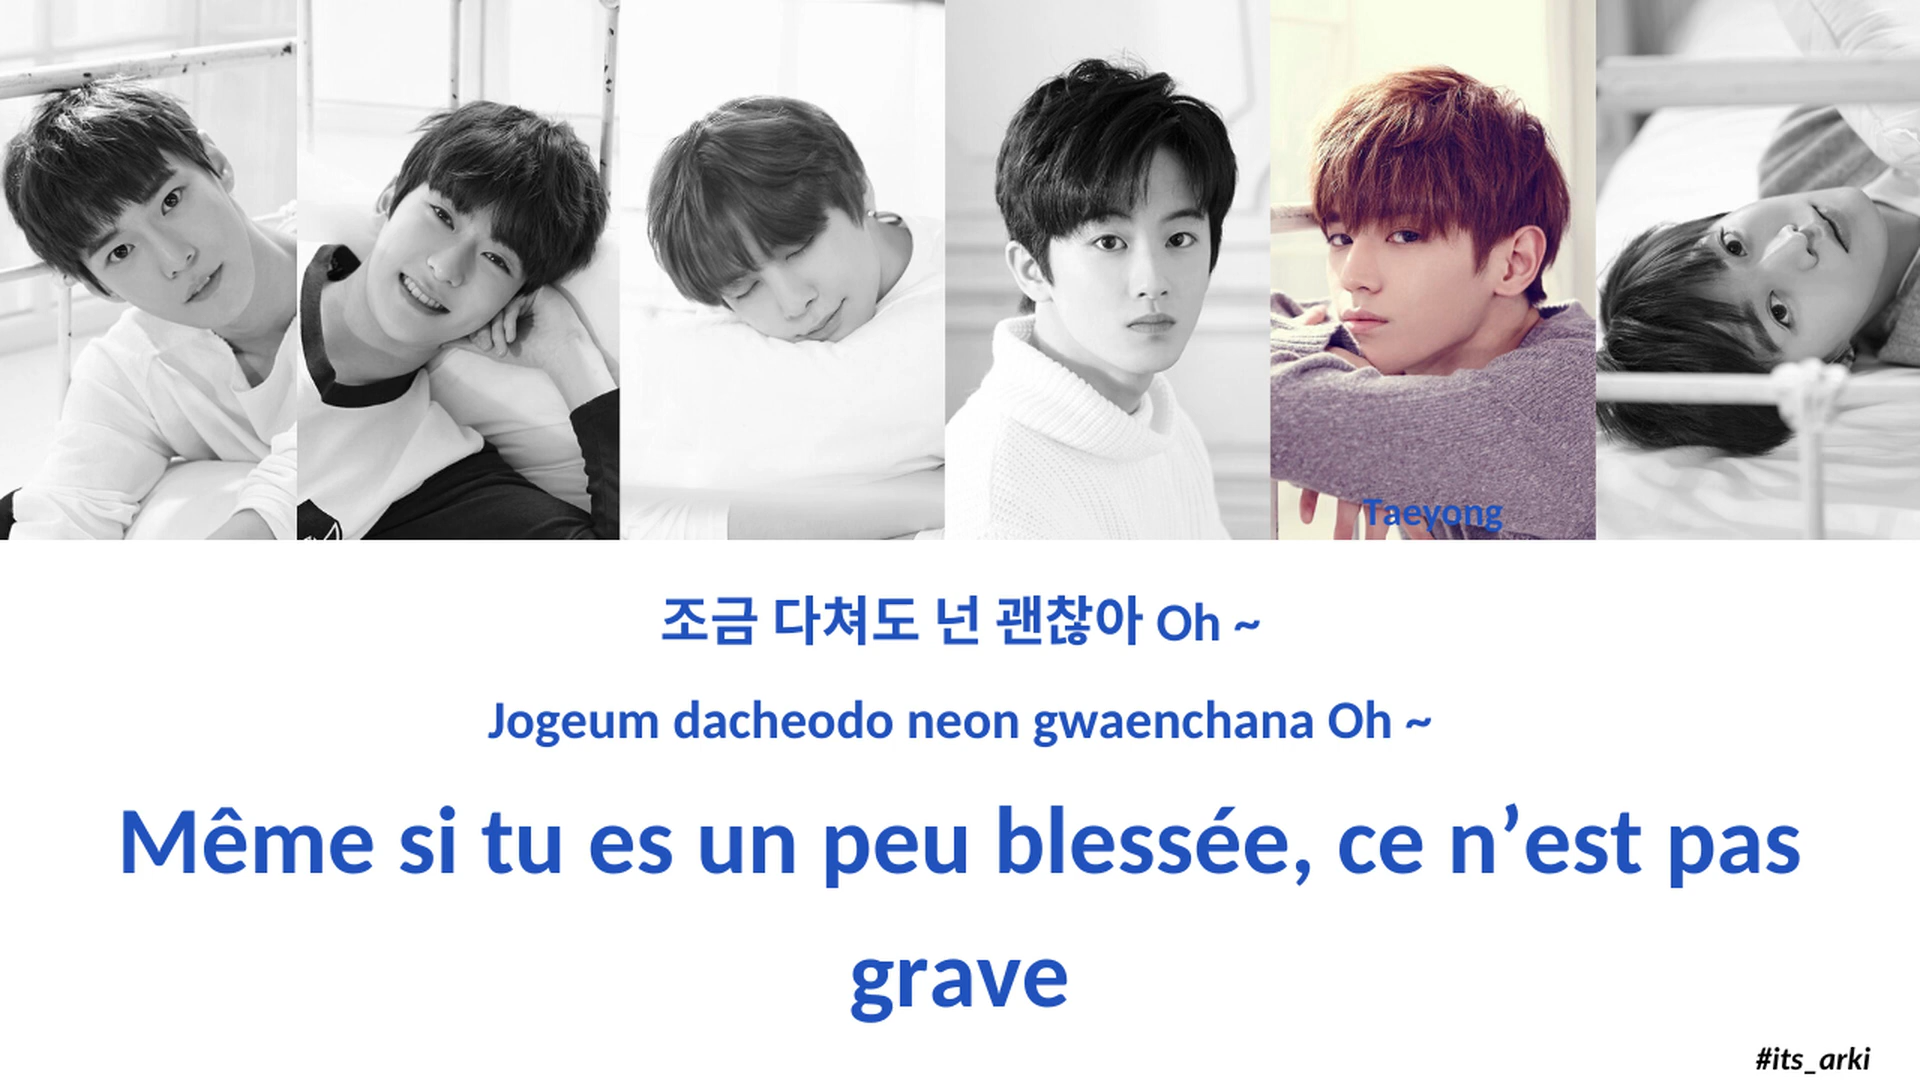 Taeyong
조금 다쳐도 넌 괜찮아 Oh ~
Jogeum dacheodo neon gwaenchana Oh ~
Même si tu es un peu blessée, ce n’est pas
grave
#its_arki